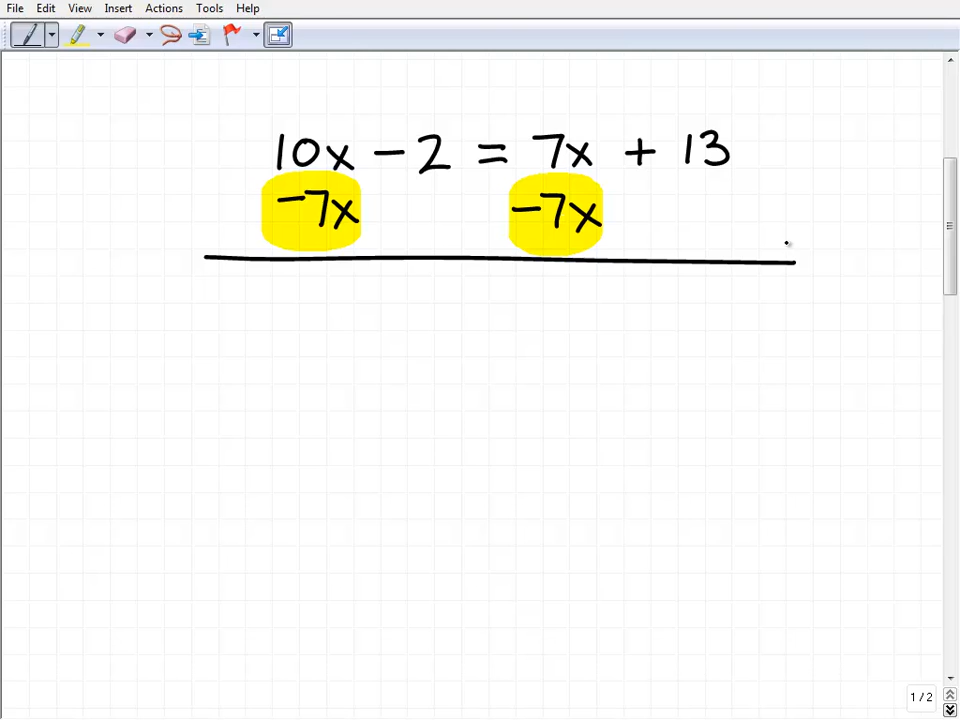 File Edit View Insert Actions Tools Help
10x - 2 = 7x + 13
-7x -7x
1 / 2